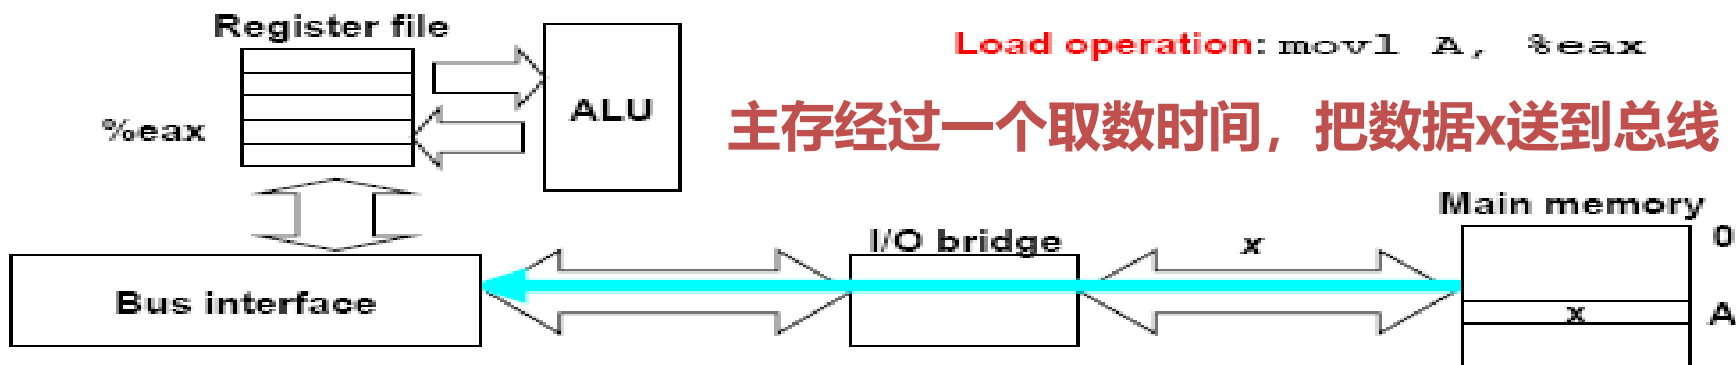 Register file
Load operation: movl A, %eax
ALU
%eax
主存经过一个取数时间，把数据x送到总线
Main memory
I/O bridge
x
0
Bus interface
x
A